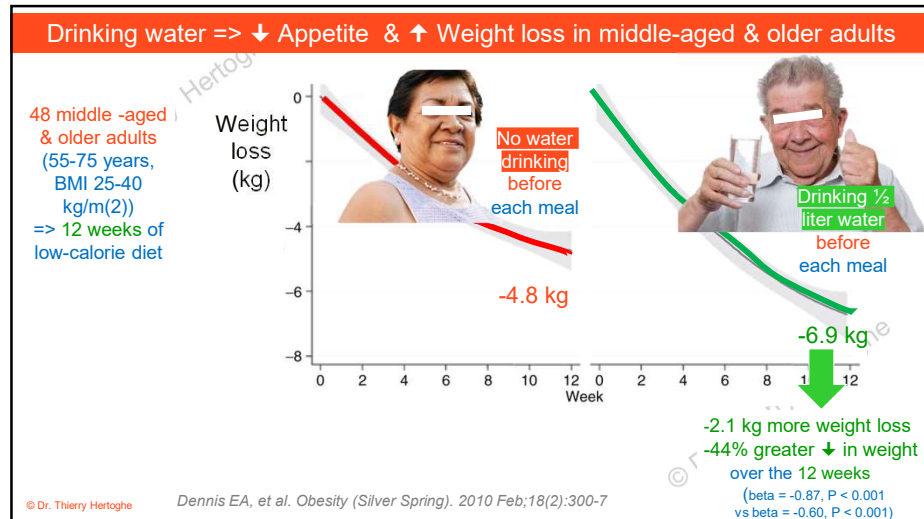 Drinking water => ↓ Appetite & ↑ Weight loss in middle-aged & older adults
48 middle -aged
& older adults
(55-75 years,
BMI 25-40
kg/m(2))
=> 12 weeks of
low-calorie diet
Weight
loss
(kg)
0
−4
−6
−8
0 2 4 6 8 10 12
No water
drinking
before
each meal
-4.8 kg
0 2 4 6 8 10 12
Week
Drinking ½
liter water
before
each meal
-6.9 kg
-2.1 kg more weight loss
-44% greater ↓ in weight
over the 12 weeks
(beta = -0.87, P < 0.001
vs beta = -0.60, P < 0.001)
© Dr. Thierry Hertoghe
Dennis EA, et al. Obesity (Silver Spring). 2010 Feb;18(2):300-7